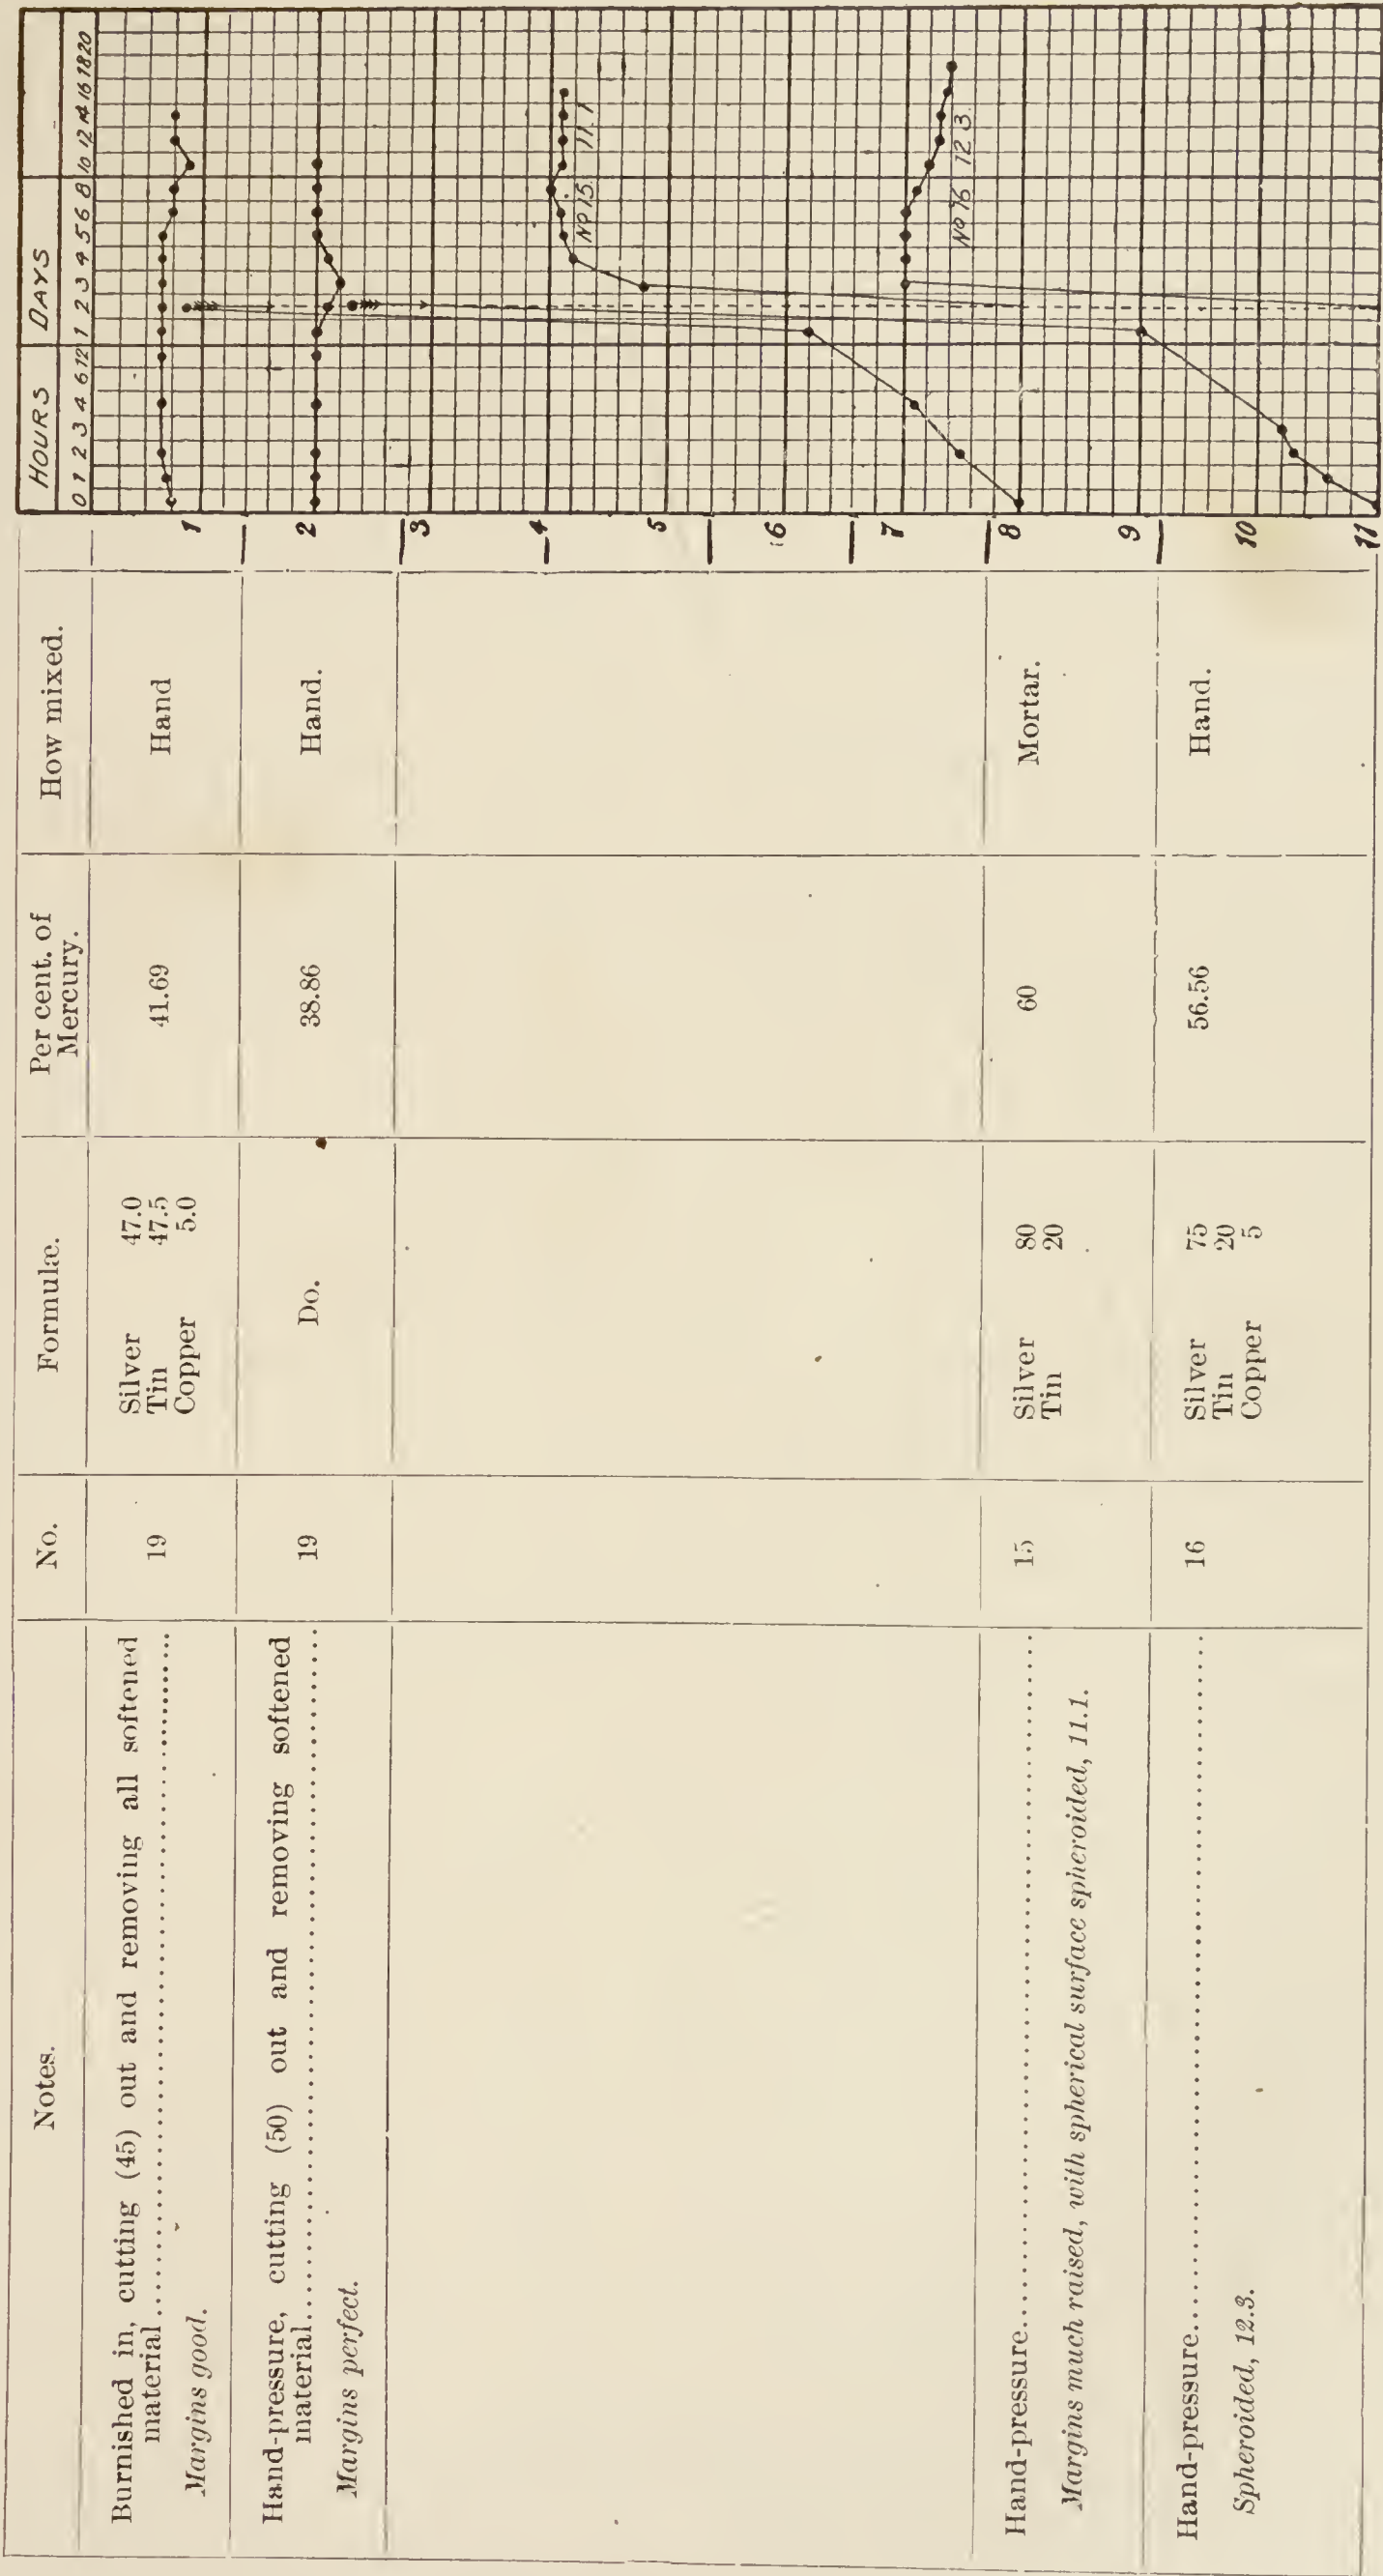 Notes.
No.
Formulæ.
Per cent. of
Mercury.
How mixed.
HOURS DAYS
0 1 2 3 4 6 12 1 2 3 4 5 6 8 10 12 14 16 18 20
Burnished in, cutting (45) out and removing all softened
material
19
Silver 47.0
Tin 47.5
Copper 5.0
41.69
Hand
Margins good.
Hand-pressure, cutting (50) out and removing softened
material
19
Do.
38.86
Hand.
Margins perfect.
Hand-pressure
15
Silver 80
Tin 20
60
Mortar.
Margins much raised, with spherical surface spheroided, 11.1.
Hand-pressure
16
Silver 75
Tin 20
Copper 5
56.56
Hand.
Spheroided, 12.3.
1
2
3
4
5
6
7
8
9
10
11
Nº 15. 11.1
Nº 16 12.3